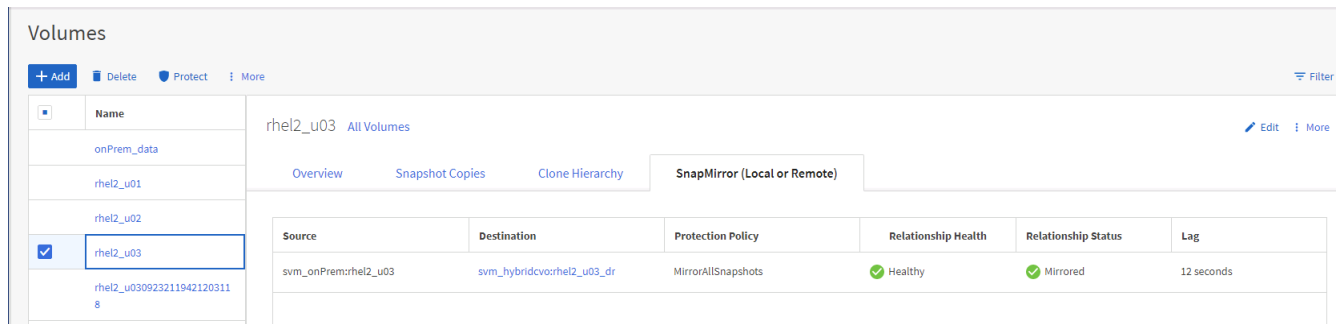 Volumes
+ Add Delete Protect More Filter
Name
onPrem_data
rhel2_u01
rhel2_u02
rhel2_u03
rhel2_u030923211942120311
8
rhel2_u03 All Volumes Edit More
Overview Snapshot Copies Clone Hierarchy SnapMirror (Local or Remote)
Source Destination Protection Policy Relationship Health Relationship Status Lag
svm_onPrem:rhel2_u03 svm_hybridcvo:rhel2_u03_dr MirrorAllSnapshots Healthy Mirrored 12 seconds